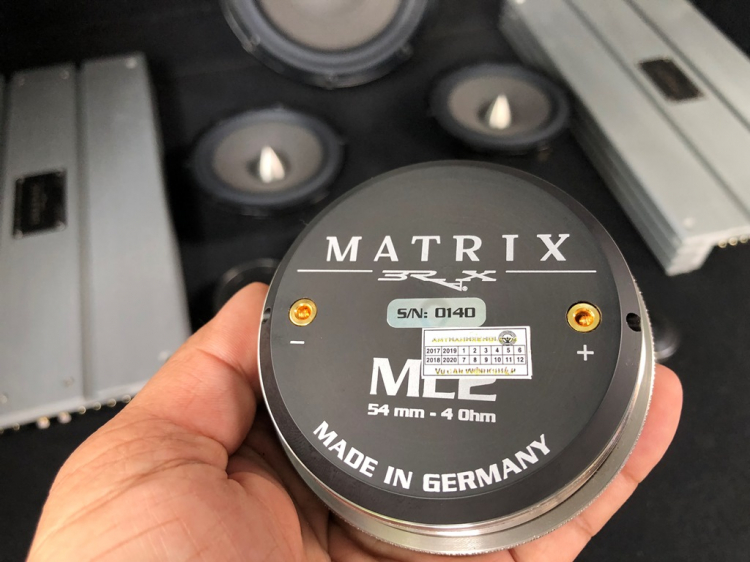 MATRIX
BRAX
S/N: 0140
− +
2017 2019 1 2 3 4 5 6
2018 2020 7 8 9 10 11 12
54 mm - 4 Ohm
MADE IN GERMANY